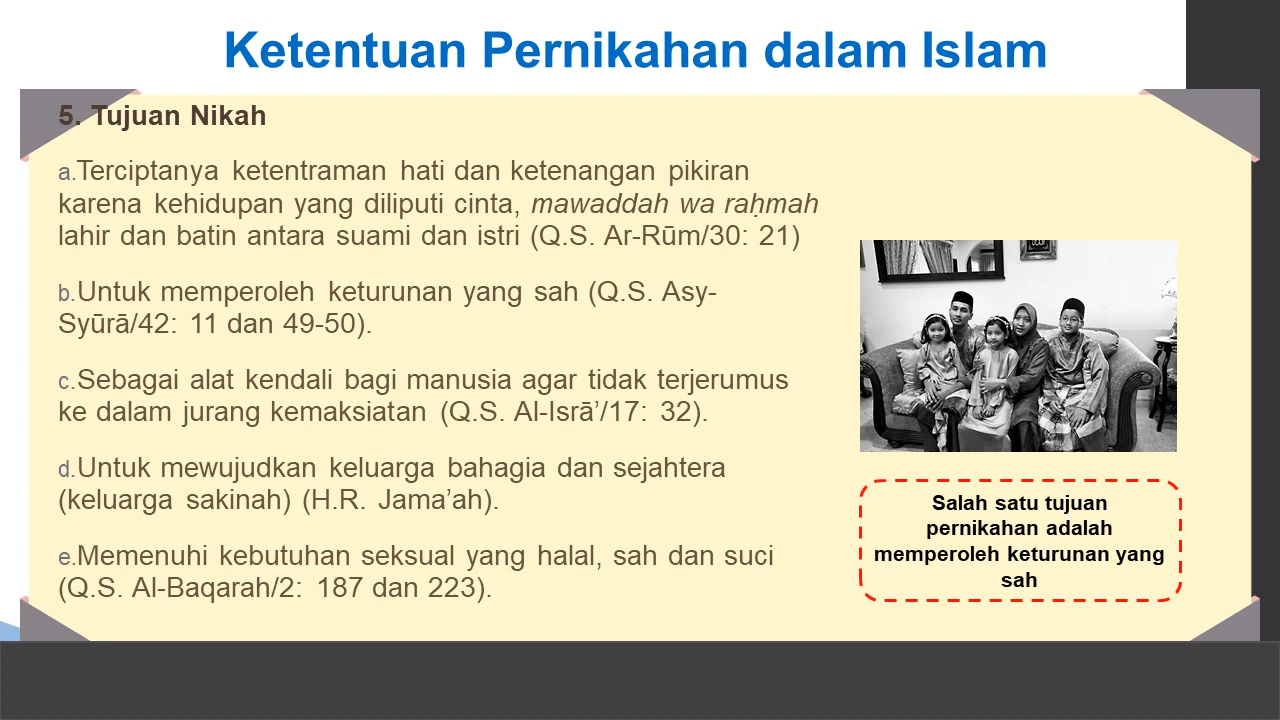 Ketentuan Pernikahan dalam Islam
5. Tujuan Nikah
a.Terciptanya ketentraman hati dan ketenangan pikiran
karena kehidupan yang diliputi cinta, mawaddah wa raḥmah
lahir dan batin antara suami dan istri (Q.S. Ar-Rūm/30: 21)
b.Untuk memperoleh keturunan yang sah (Q.S. Asy-
Syūrā/42: 11 dan 49-50).
c.Sebagai alat kendali bagi manusia agar tidak terjerumus
ke dalam jurang kemaksiatan (Q.S. Al-Isrā’/17: 32).
d.Untuk mewujudkan keluarga bahagia dan sejahtera
(keluarga sakinah) (H.R. Jama’ah).
e.Memenuhi kebutuhan seksual yang halal, sah dan suci
(Q.S. Al-Baqarah/2: 187 dan 223).
Salah satu tujuan
pernikahan adalah
memperoleh keturunan yang
sah